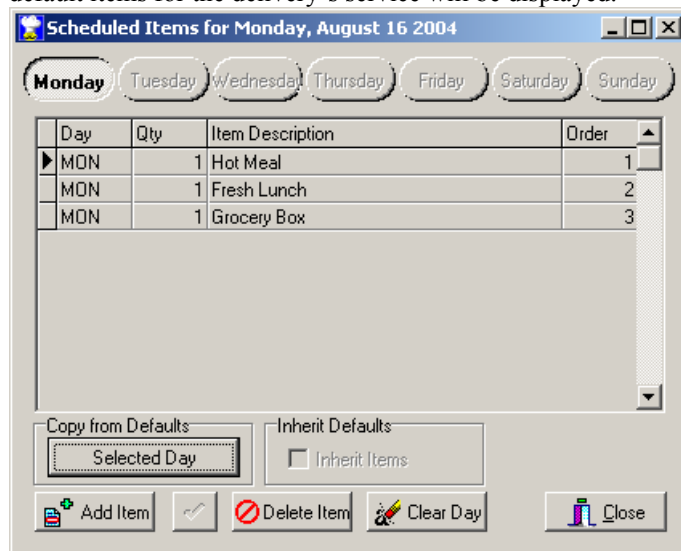 default items for the delivery's service will be displayed.
Scheduled Items for Monday, August 16 2004
Monday Tuesday Wednesday Thursday Friday Saturday Sunday
Day Qty Item Description Order
MON 1 Hot Meal 1
MON 1 Fresh Lunch 2
MON 1 Grocery Box 3
Copy from Defaults Inherit Defaults
Selected Day Inherit Items
Add Item Delete Item Clear Day Close